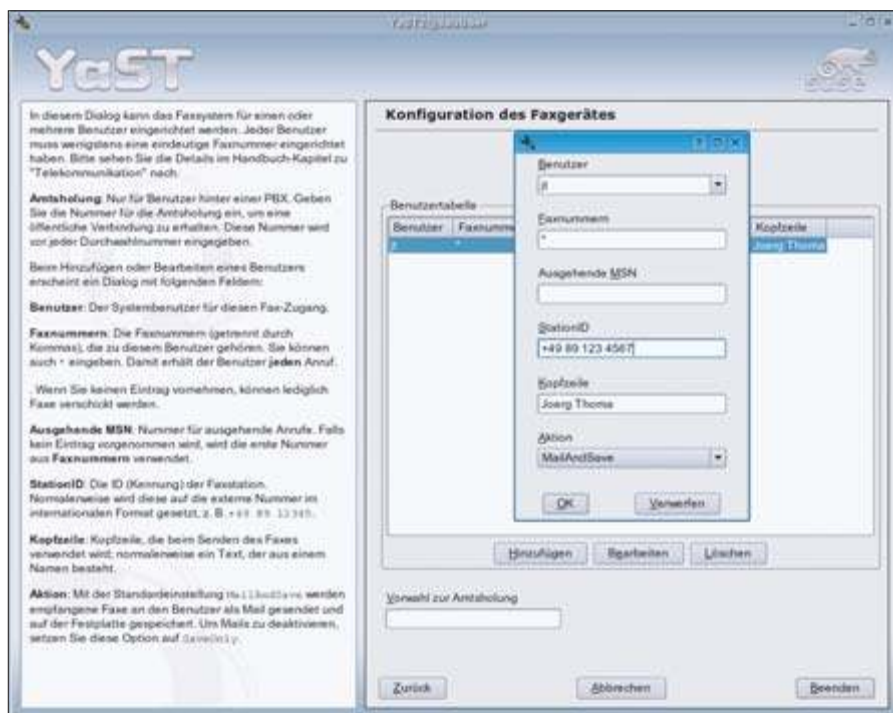 YaST
SUSE
In diesem Dialog kann das Faxsystem für einen oder
mehrere Benutzer eingerichtet werden. Jeder Benutzer
muss wenigstens eine eindeutige Faxnummer eingerichtet
haben. Bitte sehen Sie die Details im Handbuch-Kapitel zu
"Telekommunikation" nach.
Amtsholung: Nur für Benutzer hinter einer PBX. Geben
Sie die Nummer für die Amtsholung ein, um eine
öffentliche Verbindung zu erhalten. Diese Nummer wird
vor jeder Durchwahlnummer eingegeben.
Beim Hinzufügen oder Bearbeiten eines Benutzers
erscheint ein Dialog mit folgenden Feldern:
Benutzer: Der Systembenutzer für diesen Fax-Zugang.
Faxnummern: Die Faxnummern (getrennt durch
Kommas), die zu diesem Benutzer gehören. Sie können
auch * eingeben. Damit erhält der Benutzer jeden Anruf.
. Wenn Sie keinen Eintrag vornehmen, können lediglich
Faxe verschickt werden.
Ausgehende MSN: Nummer für ausgehende Anrufe. Falls
kein Eintrag vorgenommen wird, wird die erste Nummer
aus Faxnummern verwendet.
StationID: Die ID (Kennung) der Faxstation.
Normalerweise wird diese auf die externe Nummer im
internationalen Format gesetzt, z. B. +49 89 12345.
Kopfzeile: Kopfzeile, die beim Senden des Faxes
verwendet wird; normalerweise ein Text, der aus einem
Namen besteht.
Aktion: Mit der Standardeinstellung MailAndSave werden
empfangene Faxe an den Benutzer als Mail gesendet und
auf der Festplatte gespeichert. Um Mails zu deaktivieren,
setzen Sie diese Option auf SaveOnly.
Konfiguration des Faxgerätes
Benutzertabelle
Benutzer Faxnumme Kopfzeile
* Joerg Thoma
Benutzer
Faxnummern
*
Ausgehende MSN
StationID
+49 89 123 4567
Kopfzeile
Joerg Thoma
Aktion
MailAndSave
OK Verwerfen
Hinzufügen Bearbeiten Löschen
Vorwahl zur Amtsholung
Zurück Abbrechen Beenden